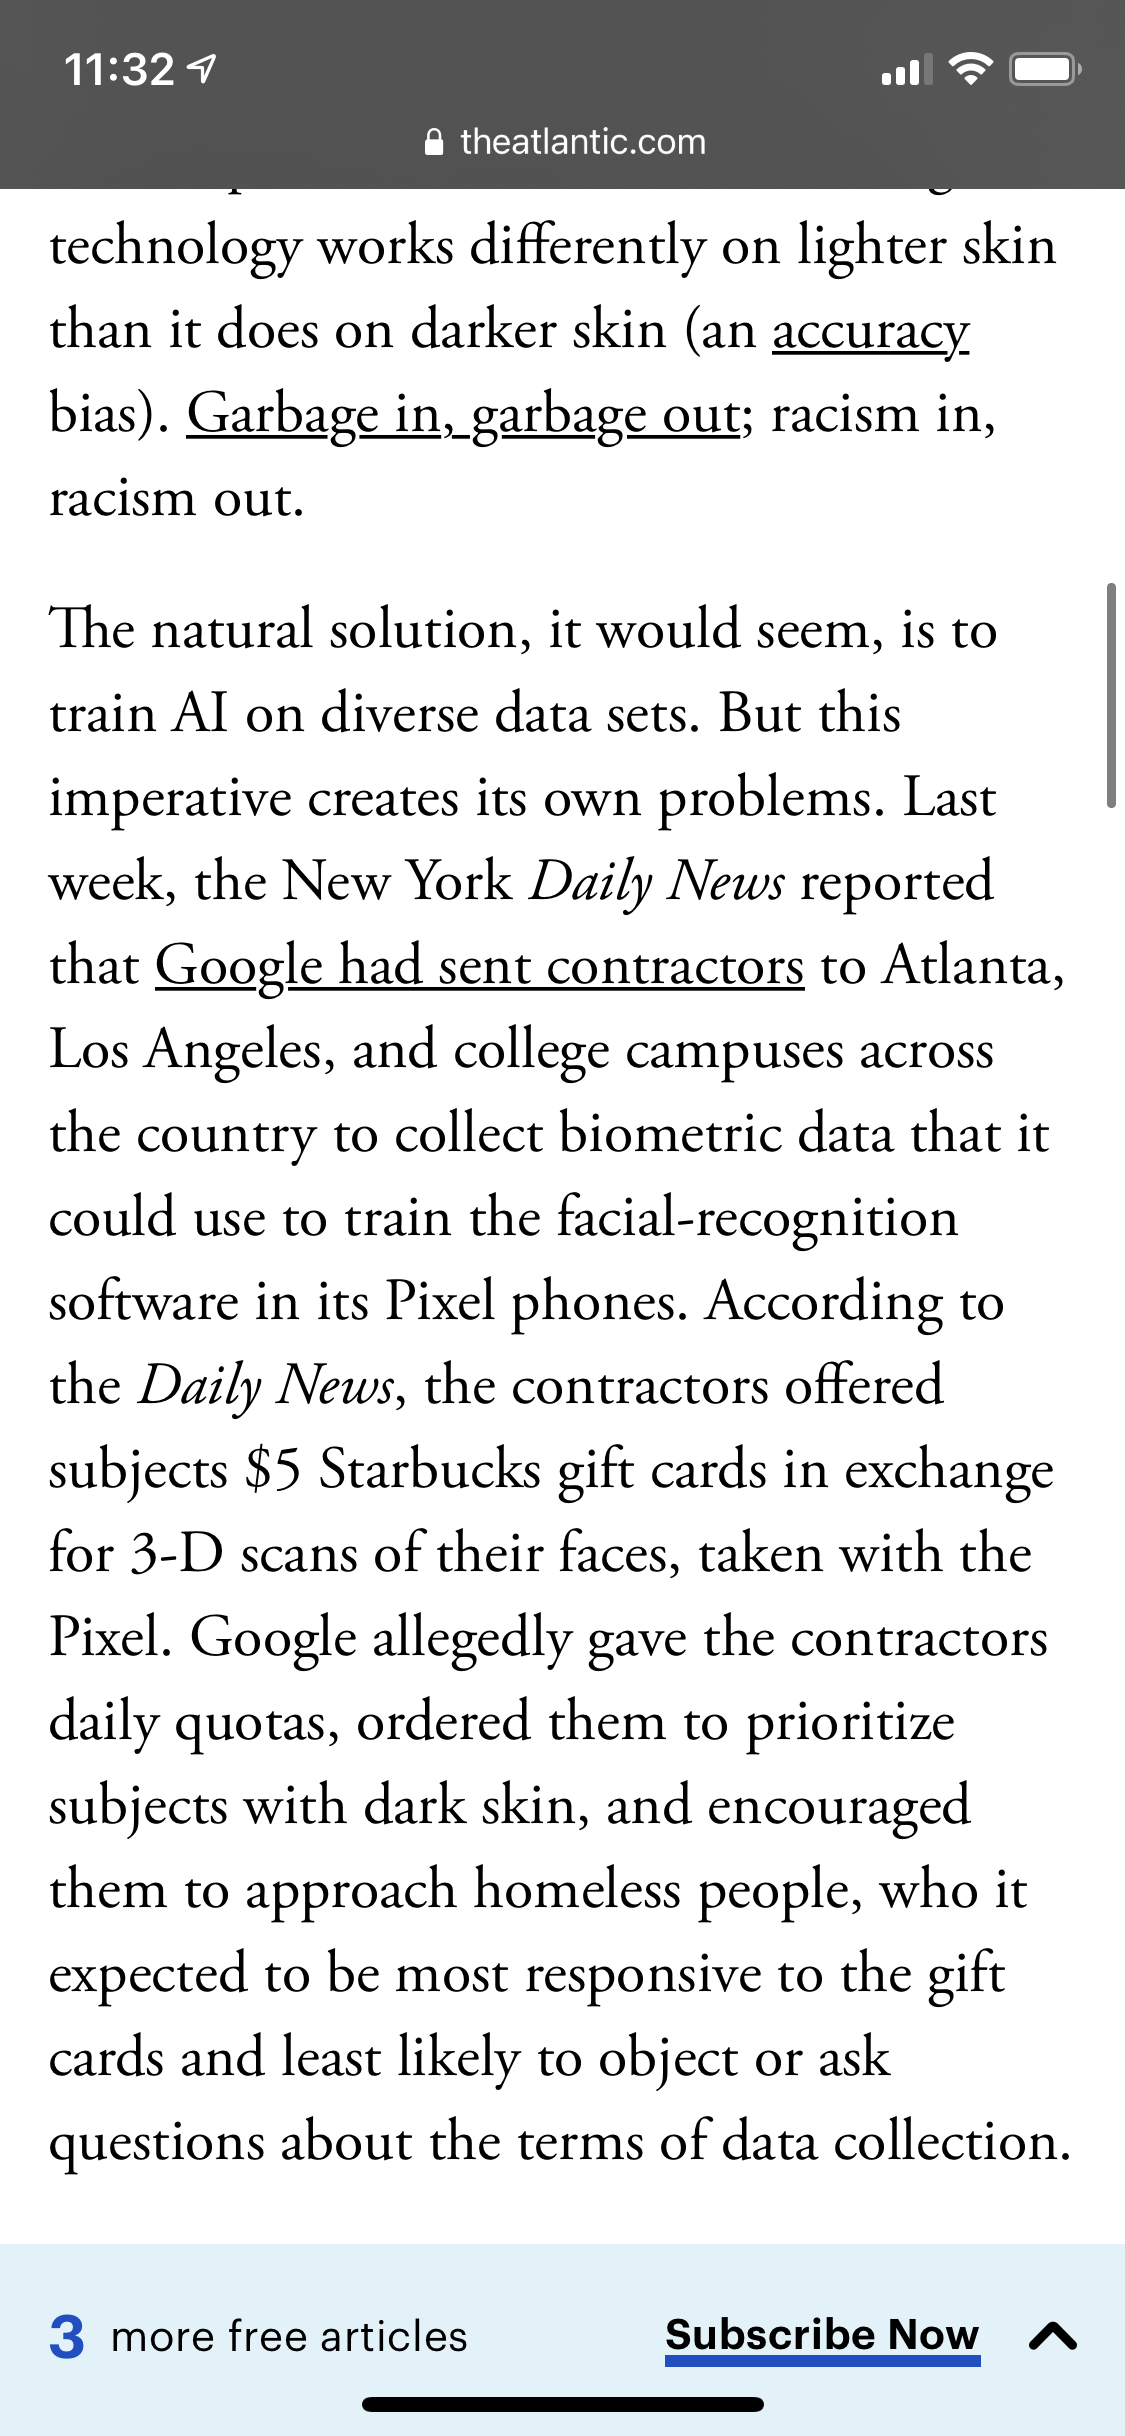 11:32
theatlantic.com
technology works differently on lighter skin
than it does on darker skin (an accuracy
bias). Garbage in, garbage out; racism in,
racism out.
The natural solution, it would seem, is to
train AI on diverse data sets. But this
imperative creates its own problems. Last
week, the New York Daily News reported
that Google had sent contractors to Atlanta,
Los Angeles, and college campuses across
the country to collect biometric data that it
could use to train the facial-recognition
software in its Pixel phones. According to
the Daily News, the contractors offered
subjects $5 Starbucks gift cards in exchange
for 3-D scans of their faces, taken with the
Pixel. Google allegedly gave the contractors
daily quotas, ordered them to prioritize
subjects with dark skin, and encouraged
them to approach homeless people, who it
expected to be most responsive to the gift
cards and least likely to object or ask
questions about the terms of data collection.
3 more free articles Subscribe Now